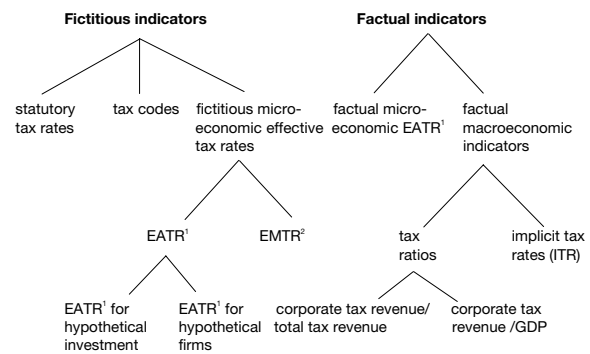 Fictitious indicators
Factual indicators
statutory
tax rates
tax codes
fictitious micro-
economic effective
tax rates
factual micro-
economic EATR¹
factual
macroeconomic
indicators
EATR¹
EMTR²
tax
ratios
implicit tax
rates (ITR)
EATR¹ for
hypothetical
investment
EATR¹ for
hypothetical
firms
corporate tax revenue/
total tax revenue
corporate tax
revenue /GDP